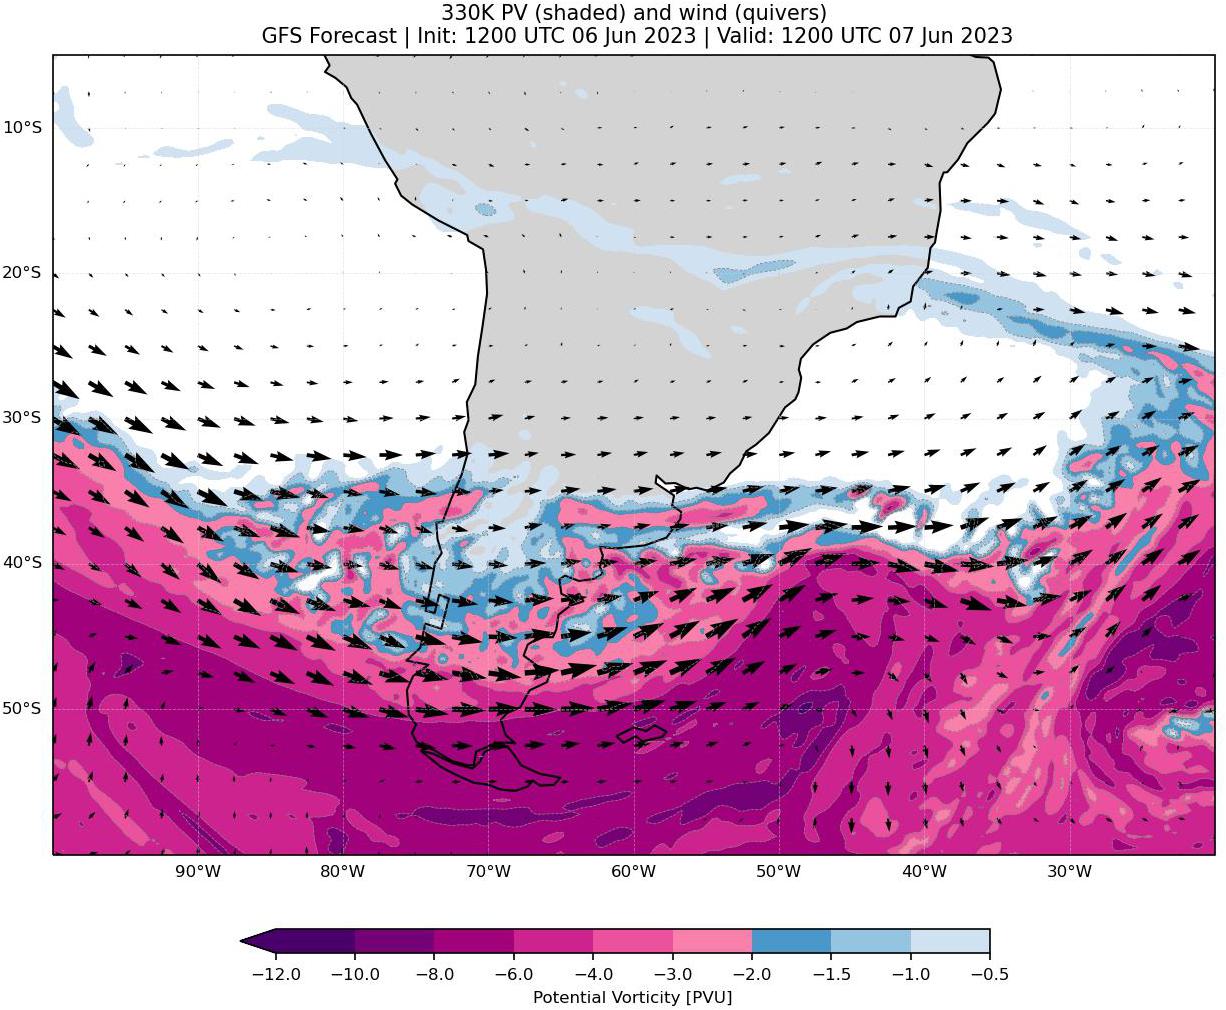 330K PV (shaded) and wind (quivers)
GFS Forecast | Init: 1200 UTC 06 Jun 2023 | Valid: 1200 UTC 07 Jun 2023
10°S
20°S
30°S
40°S
50°S
90°W 80°W 70°W 60°W 50°W 40°W 30°W
−12.0 −10.0 −8.0 −6.0 −4.0 −3.0 −2.0 −1.5 −1.0 −0.5
Potential Vorticity [PVU]